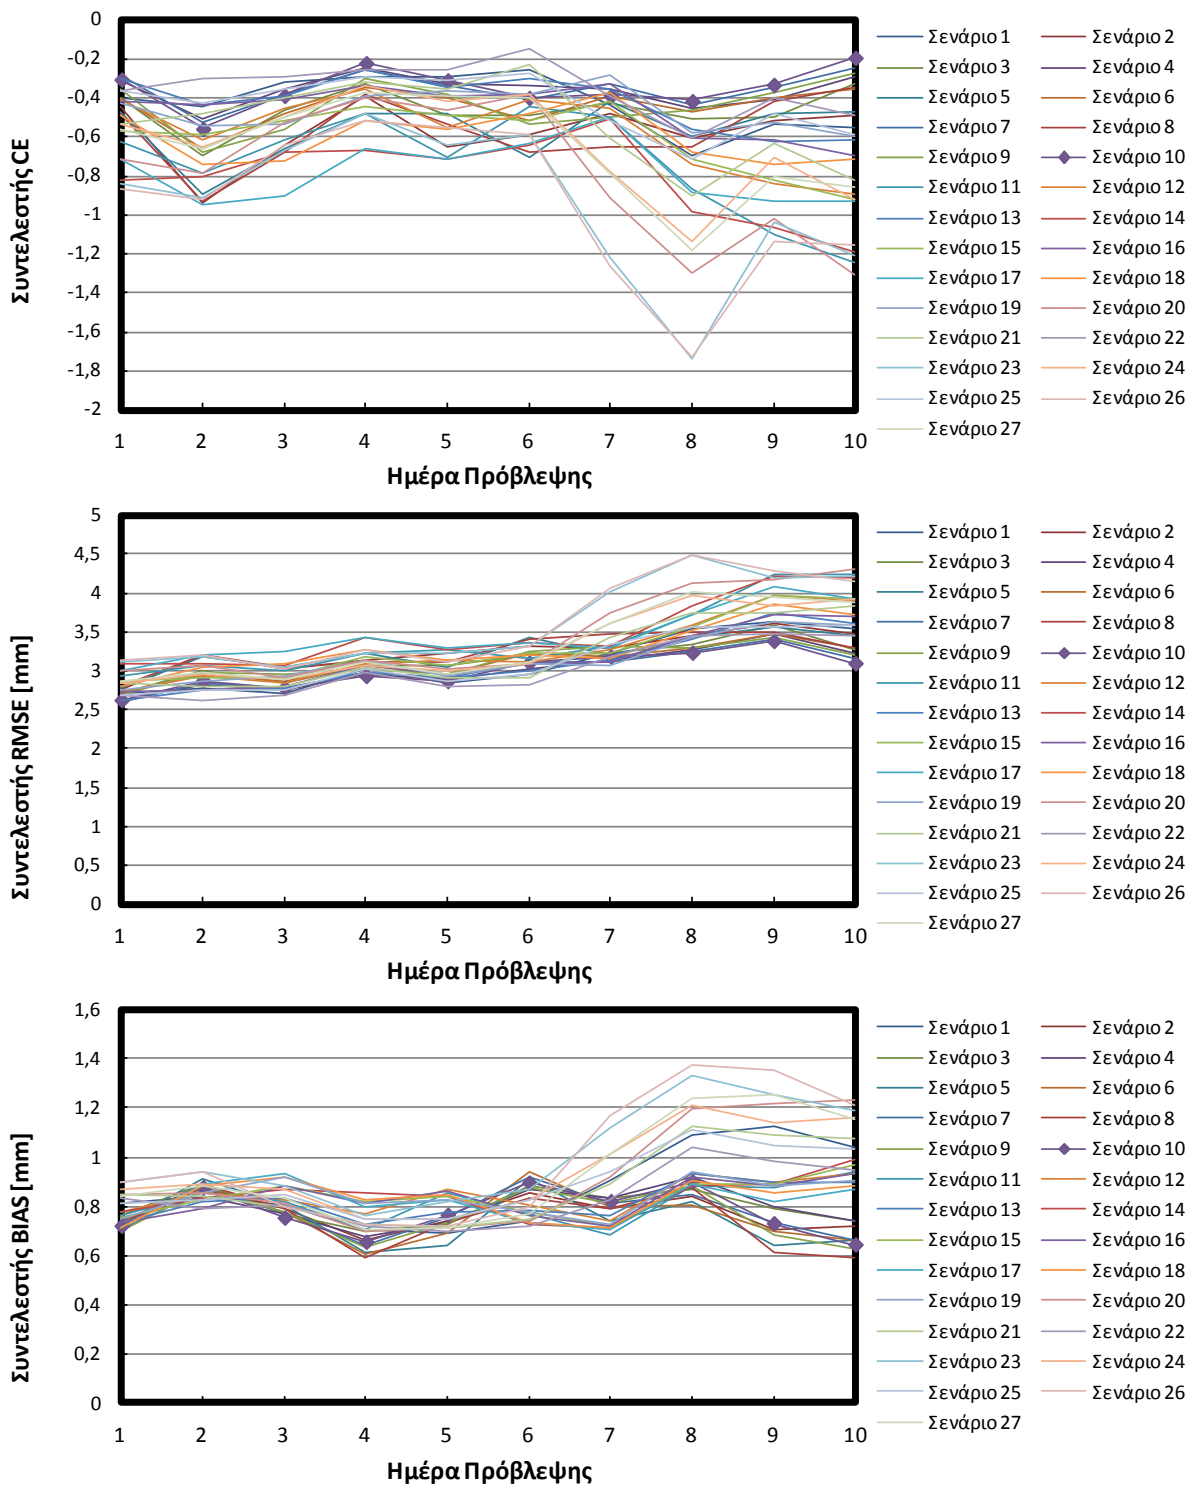 Συντελεστής CE
0
-0,2
-0,4
-0,6
-0,8
-1
-1,2
-1,4
-1,6
-1,8
-2
1 2 3 4 5 6 7 8 9 10
Ημέρα Πρόβλεψης
Σενάριο 1 Σενάριο 2
Σενάριο 3 Σενάριο 4
Σενάριο 5 Σενάριο 6
Σενάριο 7 Σενάριο 8
Σενάριο 9 Σενάριο 10
Σενάριο 11 Σενάριο 12
Σενάριο 13 Σενάριο 14
Σενάριο 15 Σενάριο 16
Σενάριο 17 Σενάριο 18
Σενάριο 19 Σενάριο 20
Σενάριο 21 Σενάριο 22
Σενάριο 23 Σενάριο 24
Σενάριο 25 Σενάριο 26
Σενάριο 27
Συντελεστής RMSE [mm]
5
4,5
4
3,5
3
2,5
2
1,5
1
0,5
0
1 2 3 4 5 6 7 8 9 10
Ημέρα Πρόβλεψης
Σενάριο 1 Σενάριο 2
Σενάριο 3 Σενάριο 4
Σενάριο 5 Σενάριο 6
Σενάριο 7 Σενάριο 8
Σενάριο 9 Σενάριο 10
Σενάριο 11 Σενάριο 12
Σενάριο 13 Σενάριο 14
Σενάριο 15 Σενάριο 16
Σενάριο 17 Σενάριο 18
Σενάριο 19 Σενάριο 20
Σενάριο 21 Σενάριο 22
Σενάριο 23 Σενάριο 24
Σενάριο 25 Σενάριο 26
Σενάριο 27
Συντελεστής BIAS [mm]
1,6
1,4
1,2
1
0,8
0,6
0,4
0,2
0
1 2 3 4 5 6 7 8 9 10
Ημέρα Πρόβλεψης
Σενάριο 1 Σενάριο 2
Σενάριο 3 Σενάριο 4
Σενάριο 5 Σενάριο 6
Σενάριο 7 Σενάριο 8
Σενάριο 9 Σενάριο 10
Σενάριο 11 Σενάριο 12
Σενάριο 13 Σενάριο 14
Σενάριο 15 Σενάριο 16
Σενάριο 17 Σενάριο 18
Σενάριο 19 Σενάριο 20
Σενάριο 21 Σενάριο 22
Σενάριο 23 Σενάριο 24
Σενάριο 25 Σενάριο 26
Σενάριο 27